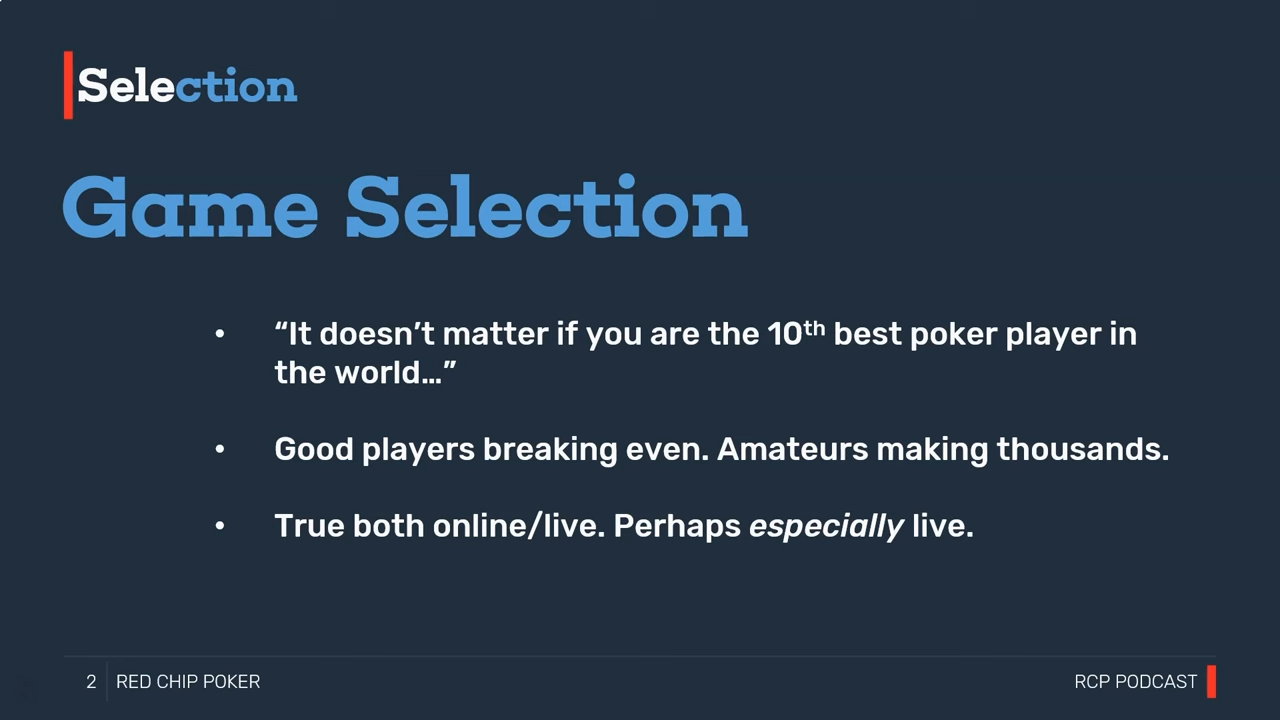 Selection
Game Selection
• “It doesn’t matter if you are the 10th best poker player in
the world…”
• Good players breaking even. Amateurs making thousands.
• True both online/live. Perhaps especially live.
2 RED CHIP POKER
RCP PODCAST